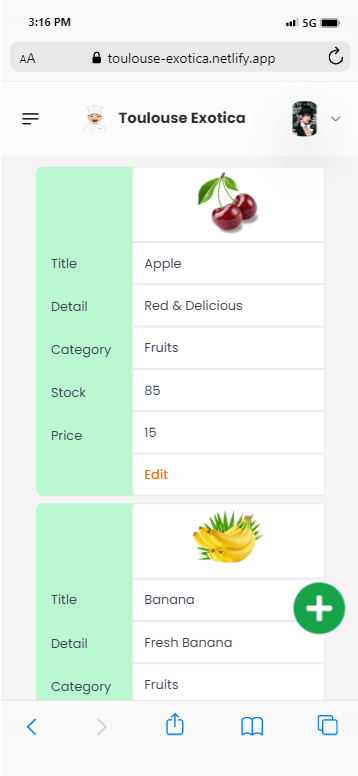 3:16 PM 5G
AA toulouse-exotica.netlify.app
Toulouse Exotica
Title Apple
Detail Red & Delicious
Category Fruits
Stock 85
Price 15
Edit
Title Banana
Detail Fresh Banana
Category Fruits